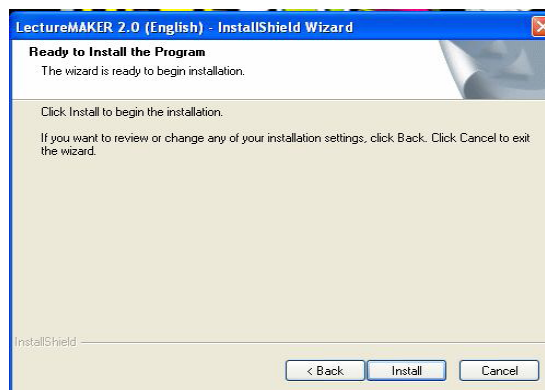 LectureMAKER 2.0 (English) - InstallShield Wizard
Ready to Install the Program
The wizard is ready to begin installation.
Click Install to begin the installation.
If you want to review or change any of your installation settings, click Back. Click Cancel to exit
the wizard.
InstallShield
< Back
Install
Cancel